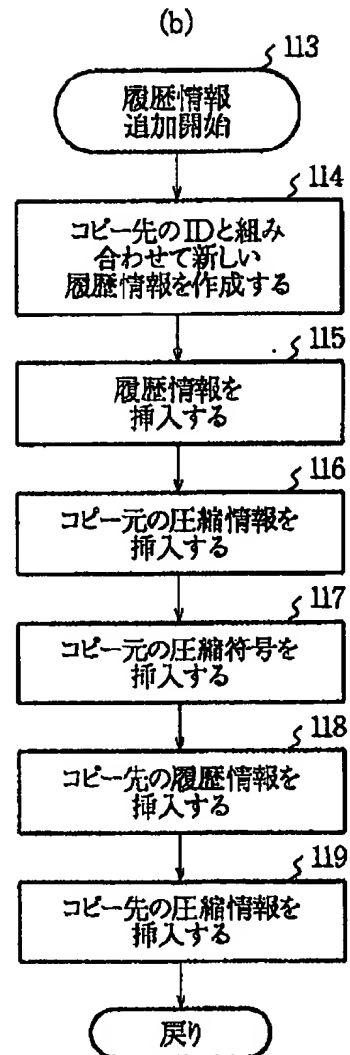 (b)
113
履歴情報
追加開始
114
コピー先のIDと組み
合わせて新しい
履歴情報を作成する
115
履歴情報を
挿入する
116
コピー元の圧縮情報を
挿入する
117
コピー元の圧縮符号を
挿入する
118
コピー先の履歴情報を
挿入する
119
コピー先の圧縮情報を
挿入する
戻り